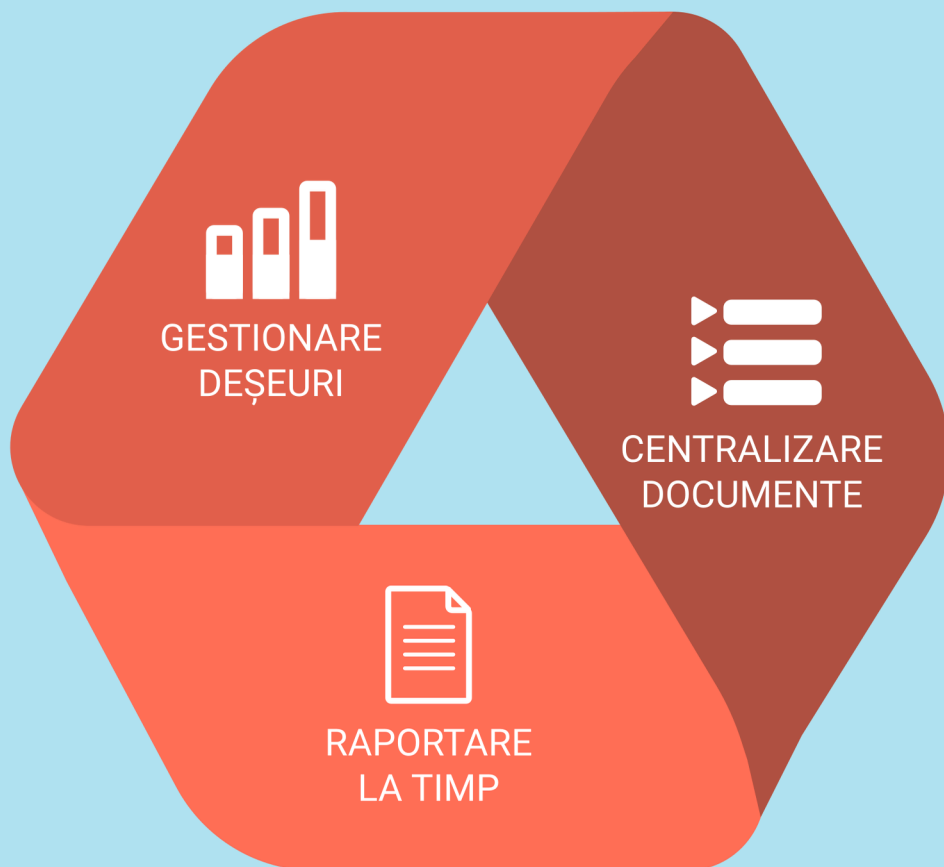 GESTIONARE
DEȘEURI
CENTRALIZARE
DOCUMENTE
RAPORTARE
LA TIMP